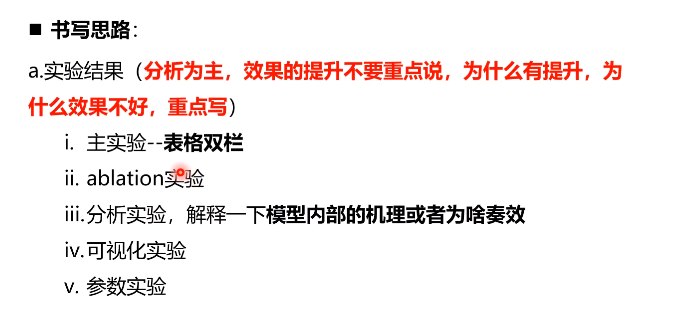 ■ 书写思路：
a.实验结果（分析为主，效果的提升不要重点说，为什么有提升，为
什么效果不好，重点写）
i. 主实验--表格双栏
ii. ablation实验
iii.分析实验，解释一下模型内部的机理或者为啥奏效
iv.可视化实验
v. 参数实验